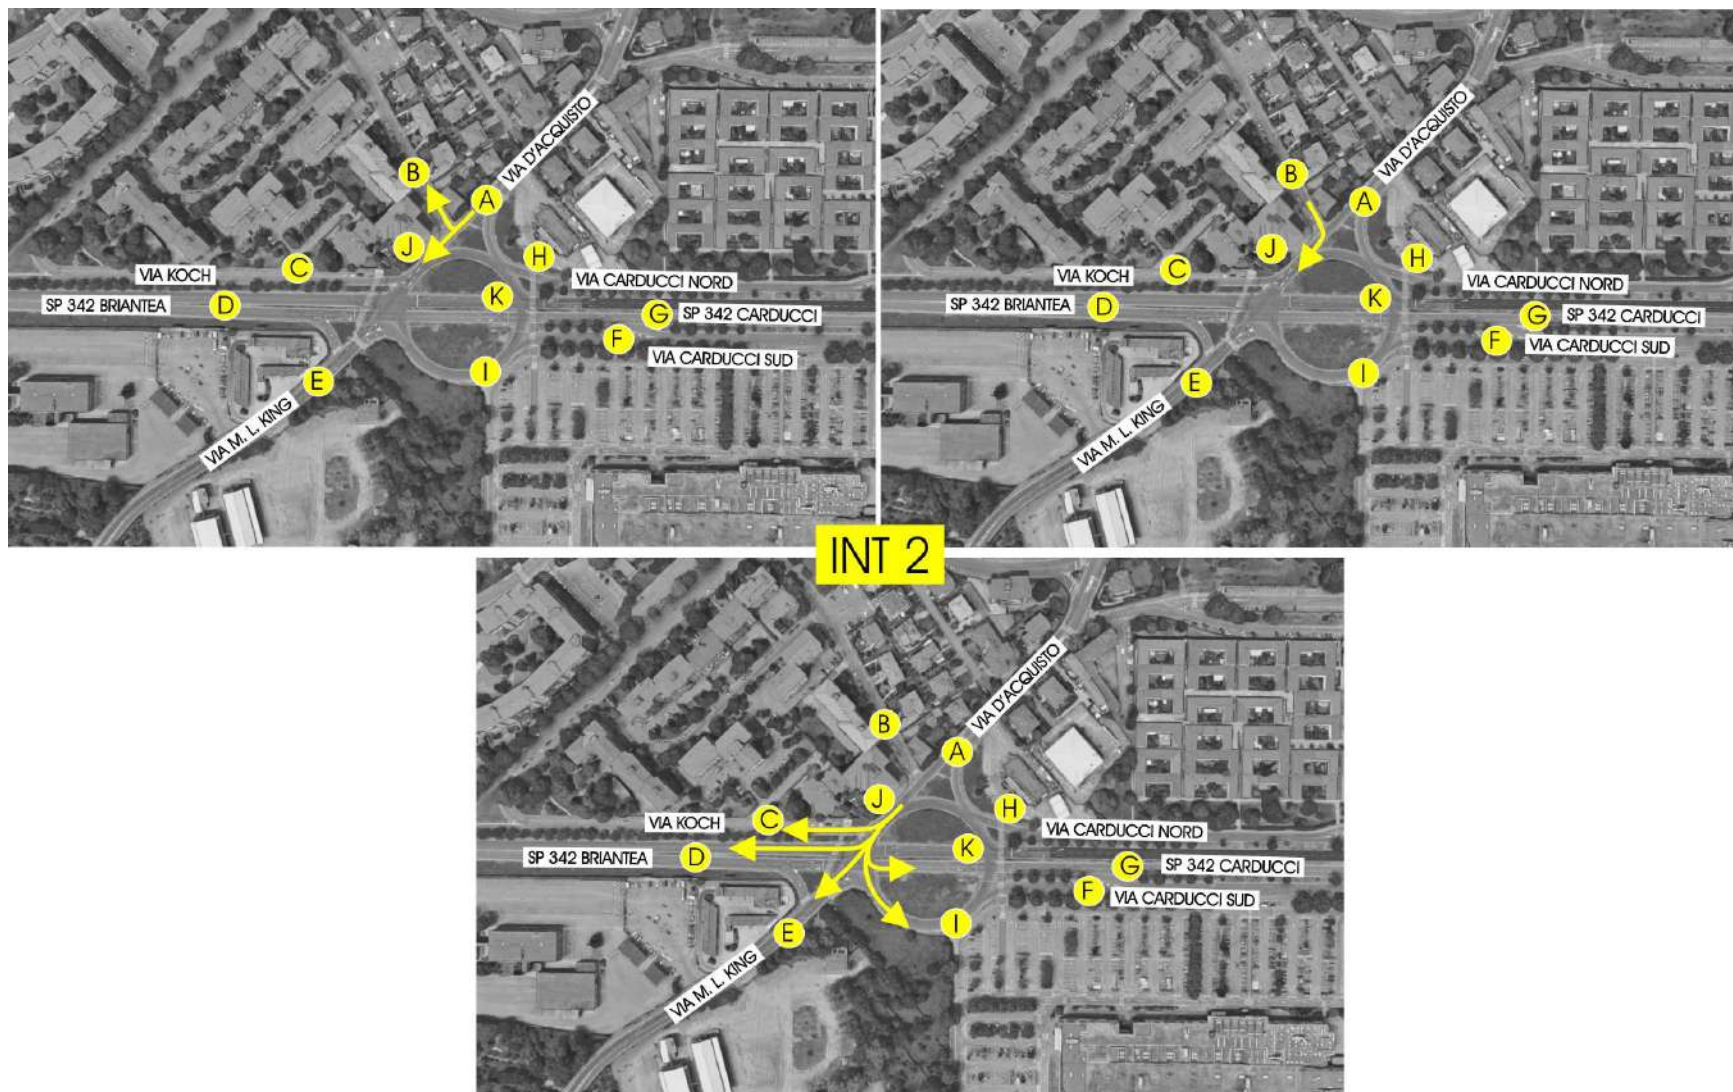 VIA D'ACQUISTO
B
A
J
H
C
VIA KOCH
VIA CARDUCCI NORD
K
SP 342 BRIANTEA
D
G
SP 342 CARDUCCI
F
VIA CARDUCCI SUD
I
E
VIA M. L. KING
VIA D'ACQUISTO
B
A
J
H
C
VIA KOCH
VIA CARDUCCI NORD
K
SP 342 BRIANTEA
D
G
SP 342 CARDUCCI
F
VIA CARDUCCI SUD
I
E
VIA M. L. KING
INT 2
VIA D'ACQUISTO
B
A
J
H
C
VIA KOCH
VIA CARDUCCI NORD
K
SP 342 BRIANTEA
D
G
SP 342 CARDUCCI
F
VIA CARDUCCI SUD
I
E
VIA M. L. KING